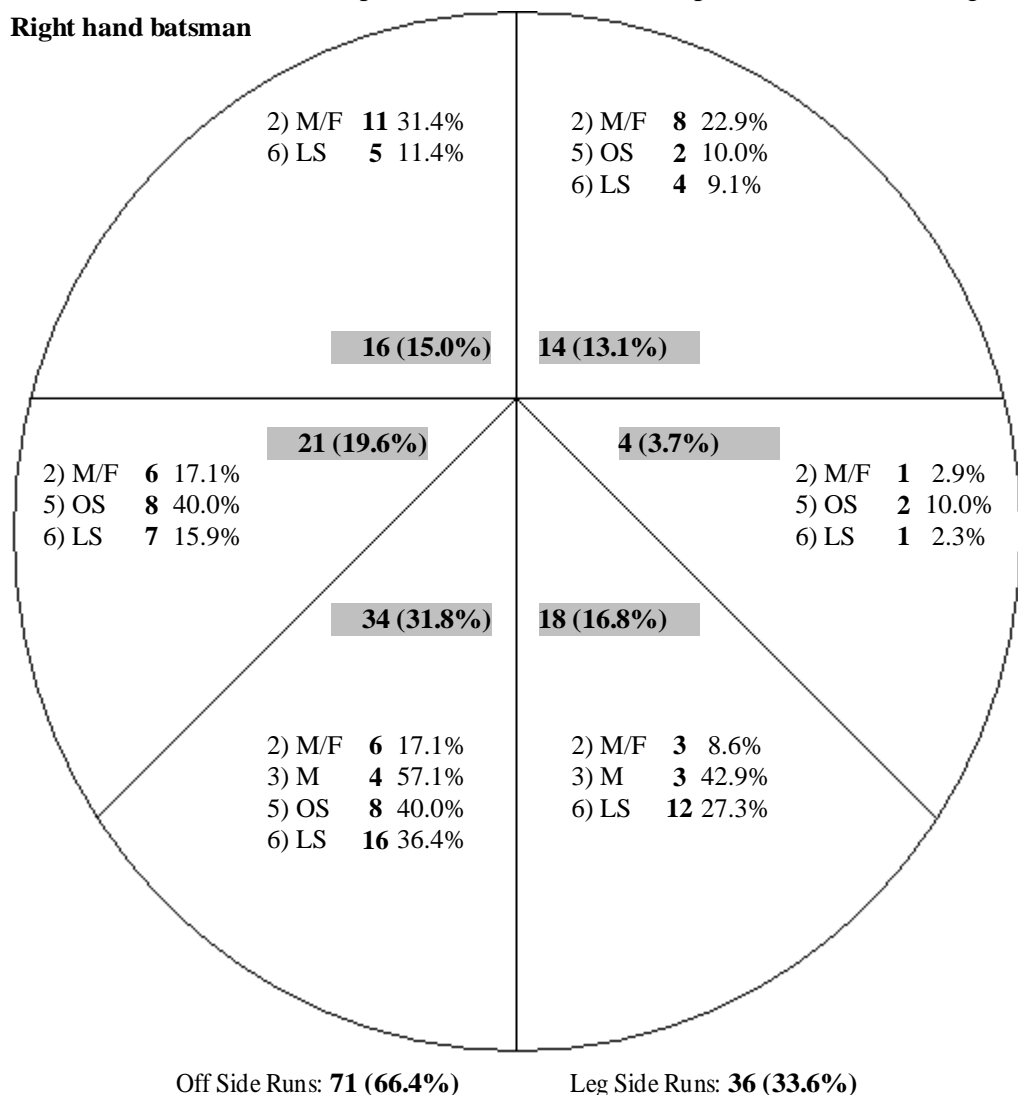 Right hand batsman
2) M/F 11 31.4%
6) LS 5 11.4%
2) M/F 8 22.9%
5) OS 2 10.0%
6) LS 4 9.1%
16 (15.0%)
14 (13.1%)
21 (19.6%)
4 (3.7%)
2) M/F 6 17.1%
5) OS 8 40.0%
6) LS 7 15.9%
2) M/F 1 2.9%
5) OS 2 10.0%
6) LS 1 2.3%
34 (31.8%)
18 (16.8%)
2) M/F 6 17.1%
3) M 4 57.1%
5) OS 8 40.0%
6) LS 16 36.4%
2) M/F 3 8.6%
3) M 3 42.9%
6) LS 12 27.3%
Off Side Runs: 71 (66.4%)
Leg Side Runs: 36 (33.6%)